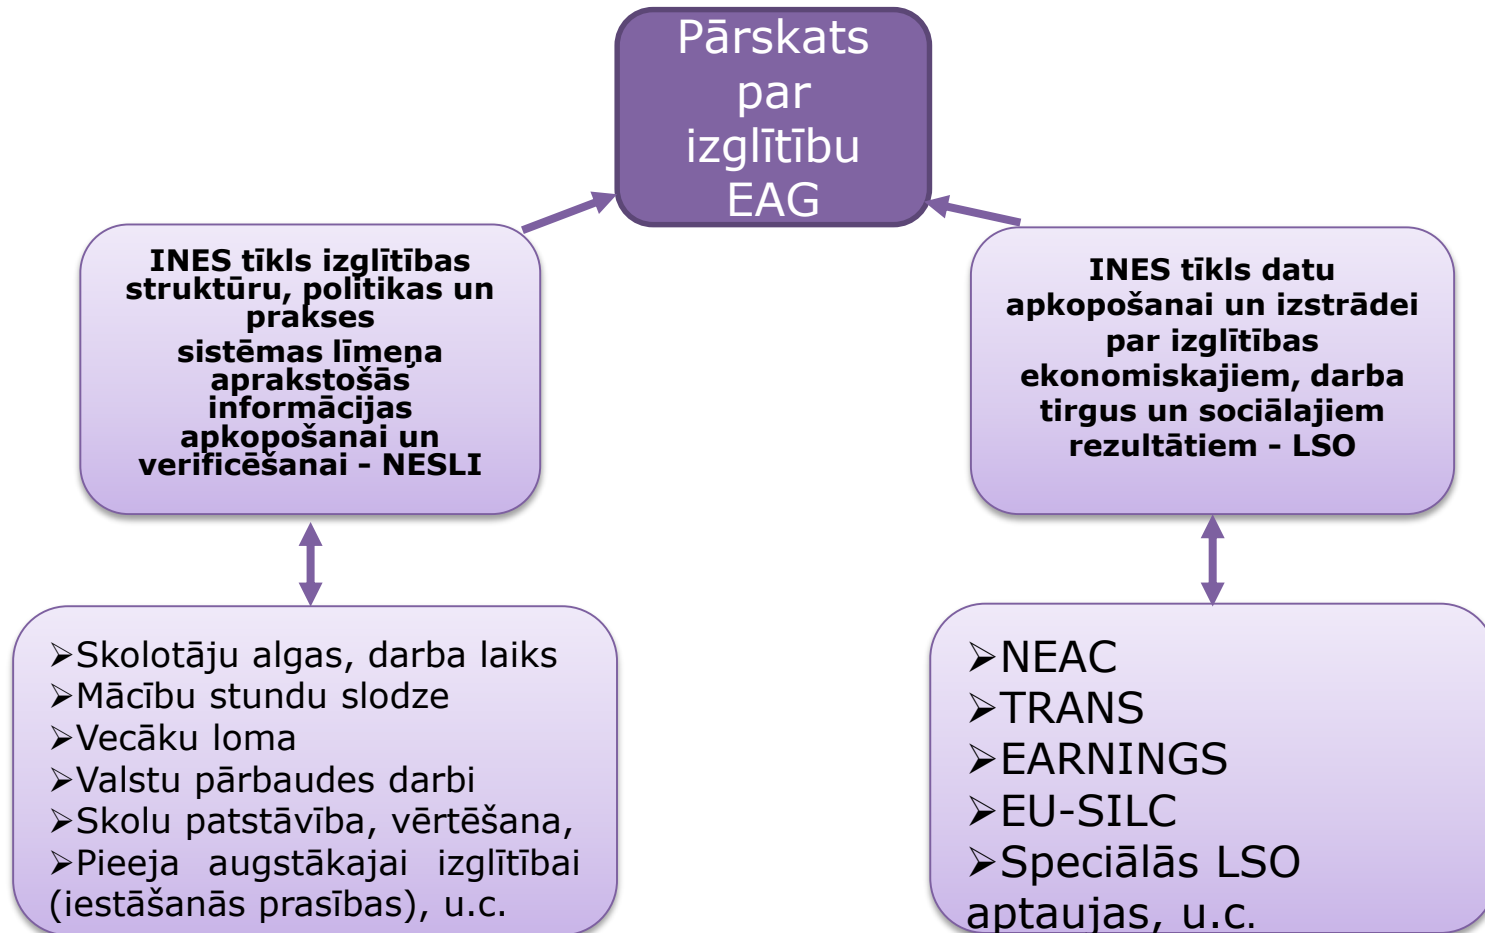 Pārskats
par
izglītību
EAG
INES tīkls izglītības
struktūru, politikas un
prakses
sistēmas līmeņa
aprakstošās
informācijas
apkopošanai un
verificēšanai - NESLI
INES tīkls datu
apkopošanai un izstrādei
par izglītības
ekonomiskajiem, darba
tirgus un sociālajiem
rezultātiem - LSO
➢Skolotāju algas, darba laiks
➢Mācību stundu slodze
➢Vecāku loma
➢Valstu pārbaudes darbi
➢Skolu patstāvība, vērtēšana,
➢Pieeja augstākajai izglītībai
(iestāšanās prasības), u.c.
➢NEAC
➢TRANS
➢EARNINGS
➢EU-SILC
➢Speciālās LSO
aptaujas, u.c.